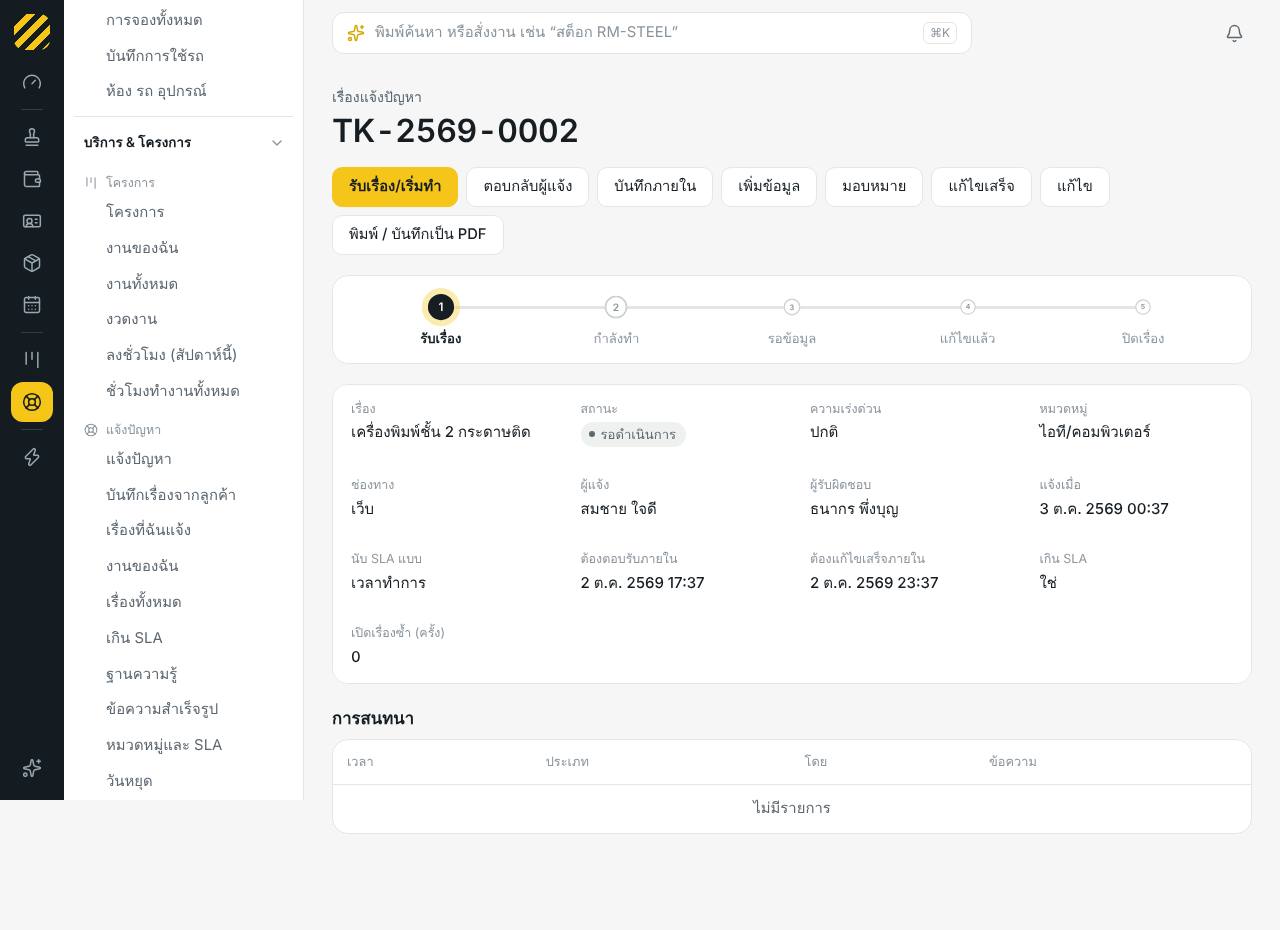 การจองทั้งหมด
บันทึกการใช้รถ
ห้อง รถ อุปกรณ์
บริการ & โครงการ
โครงการ
โครงการ
งานของฉัน
งานทั้งหมด
งวดงาน
ลงชั่วโมง (สัปดาห์นี้)
ชั่วโมงทำงานทั้งหมด
แจ้งปัญหา
แจ้งปัญหา
บันทึกเรื่องจากลูกค้า
เรื่องที่ฉันแจ้ง
งานของฉัน
เรื่องทั้งหมด
เกิน SLA
ฐานความรู้
ข้อความสำเร็จรูป
หมวดหมู่และ SLA
วันหยุด
พิมพ์ค้นหา หรือสั่งงาน เช่น “สต็อก RM-STEEL” ⌘K
เรื่องแจ้งปัญหา
TK-2569-0002
รับเรื่อง/เริ่มทำ ตอบกลับผู้แจ้ง บันทึกภายใน เพิ่มข้อมูล มอบหมาย แก้ไขเสร็จ แก้ไข
พิมพ์ / บันทึกเป็น PDF
1 2 3 4 5
รับเรื่อง กำลังทำ รอข้อมูล แก้ไขแล้ว ปิดเรื่อง
เรื่อง สถานะ ความเร่งด่วน หมวดหมู่
เครื่องพิมพ์ชั้น 2 กระดาษติด รอดำเนินการ ปกติ ไอที/คอมพิวเตอร์
ช่องทาง ผู้แจ้ง ผู้รับผิดชอบ แจ้งเมื่อ
เว็บ สมชาย ใจดี ธนากร พึ่งบุญ 3 ต.ค. 2569 00:37
นับ SLA แบบ ต้องตอบรับภายใน ต้องแก้ไขเสร็จภายใน เกิน SLA
เวลาทำการ 2 ต.ค. 2569 17:37 2 ต.ค. 2569 23:37 ใช่
เปิดเรื่องซ้ำ (ครั้ง)
0
การสนทนา
เวลา ประเภท โดย ข้อความ
ไม่มีรายการ